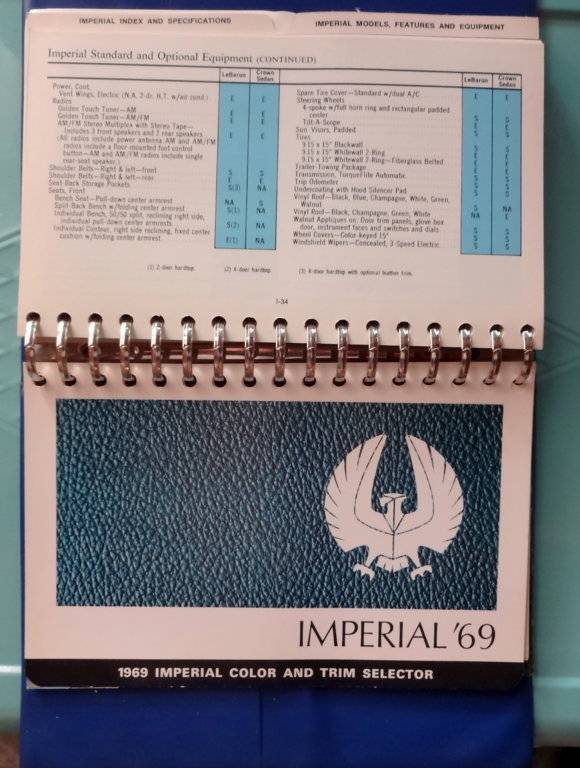 IMPERIAL INDEX AND SPECIFICATIONS
IMPERIAL MODELS, FEATURES AND EQUIPMENT
Imperial Standard and Optional Equipment (CONTINUED)
LeBaron
Crown
Sedan
Power, Cont.
Vent Wings, Electric (N.A. 2-dr. H.T. w/air cond.) E E
Radios
Golden Touch Tuner—AM E E
Golden Touch Tuner—AM/FM E E
AM/FM Stereo Multiplex with Stereo Tape—
Includes 3 front speakers and 2 rear speakers E E
(All radios include power antenna AM and AM/FM
radios include a floor-mounted foot control
button—AM and AM/FM radios include single
rear-seat speaker.)
Shoulder Belts—Right & left—front S S
Shoulder Belts—Right & left—rear E E
Seat-Back Storage Pockets S(3) NA
Seats, Front
Bench Seat—Pull-down center armrest NA S
Split-Back Bench w/folding center armrest S(1) NA
Individual Bench, 50/50 split, reclining right side,
individual pull-down center armrests S(2) NA
Individual Contour, right side reclining, fixed center
cushion w/folding center armrest E(1) NA
LeBaron
Crown
Sedan
Spare Tire Cover—Standard w/dual A/C E E
Steering Wheels
4-spoke w/full horn ring and rectangular padded
center S S
Tilt-A-Scope E E
Sun Visors, Padded S S
Tires
9.15 x 15" Blackwall S S
9.15 x 15" Whitewall 2-Ring E E
9.15 x 15" Whitewall 2-Ring—Fiberglass Belted E E
Trailer-Towing Package E E
Transmission, TorqueFlite Automatic S S
Trip Odometer S S
Undercoating with Hood Silencer Pad S S
Vinyl Roof—Black, Blue, Champagne, White, Green,
Walnut S NA
Vinyl Roof—Black, Champagne, Green, White NA E
Walnut Appliques on: Door trim panels, glove box
door, instrument faces and switches and dials S S
Wheel Covers—Color-keyed 15" S S
Windshield Wipers—Concealed, 3-Speed Electric S S
(1) 2-door hardtop. (2) 4-door hardtop. (3) 4-door hardtop with optional leather trim.
I-34
IMPERIAL '69
1969 IMPERIAL COLOR AND TRIM SELECTOR